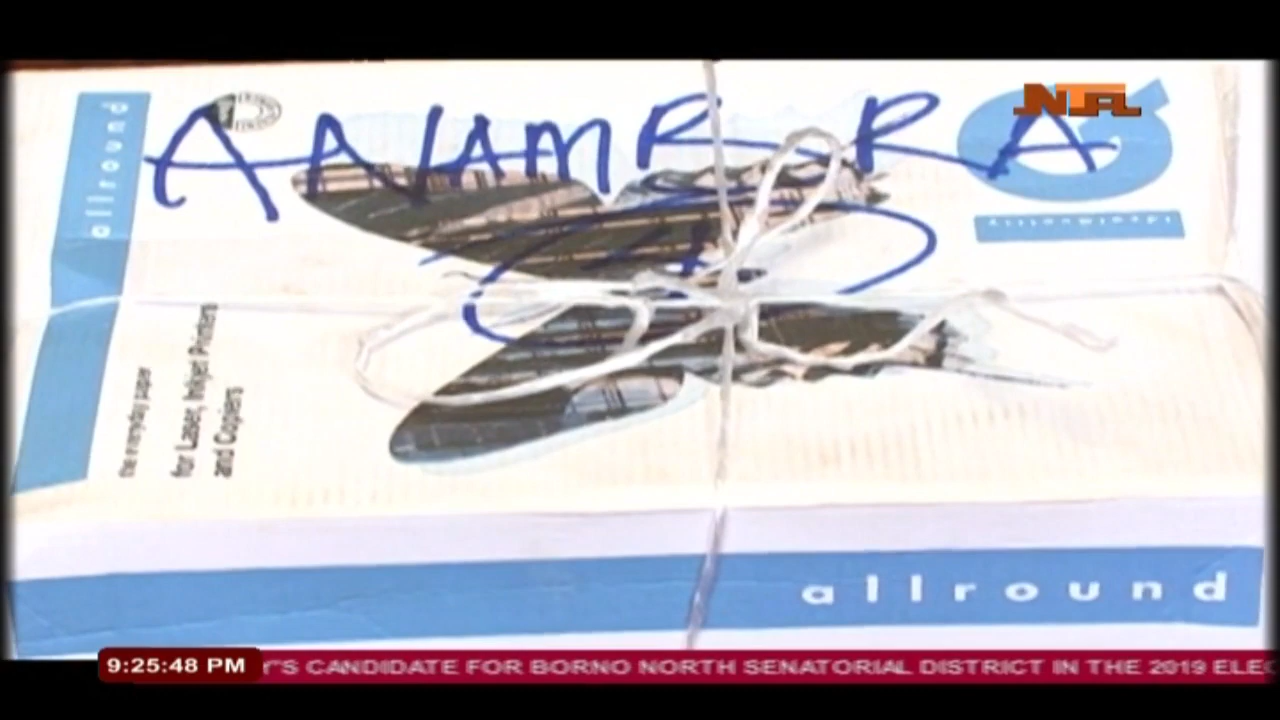 NTA
allround
ANAMBRA
idealquality
the everyday paper
for Laser, Inkjet Printers
and Copiers
allround
9:25:48 PM
Y'S CANDIDATE FOR BORNO NORTH SENATORIAL DISTRICT IN THE 2019 ELEC